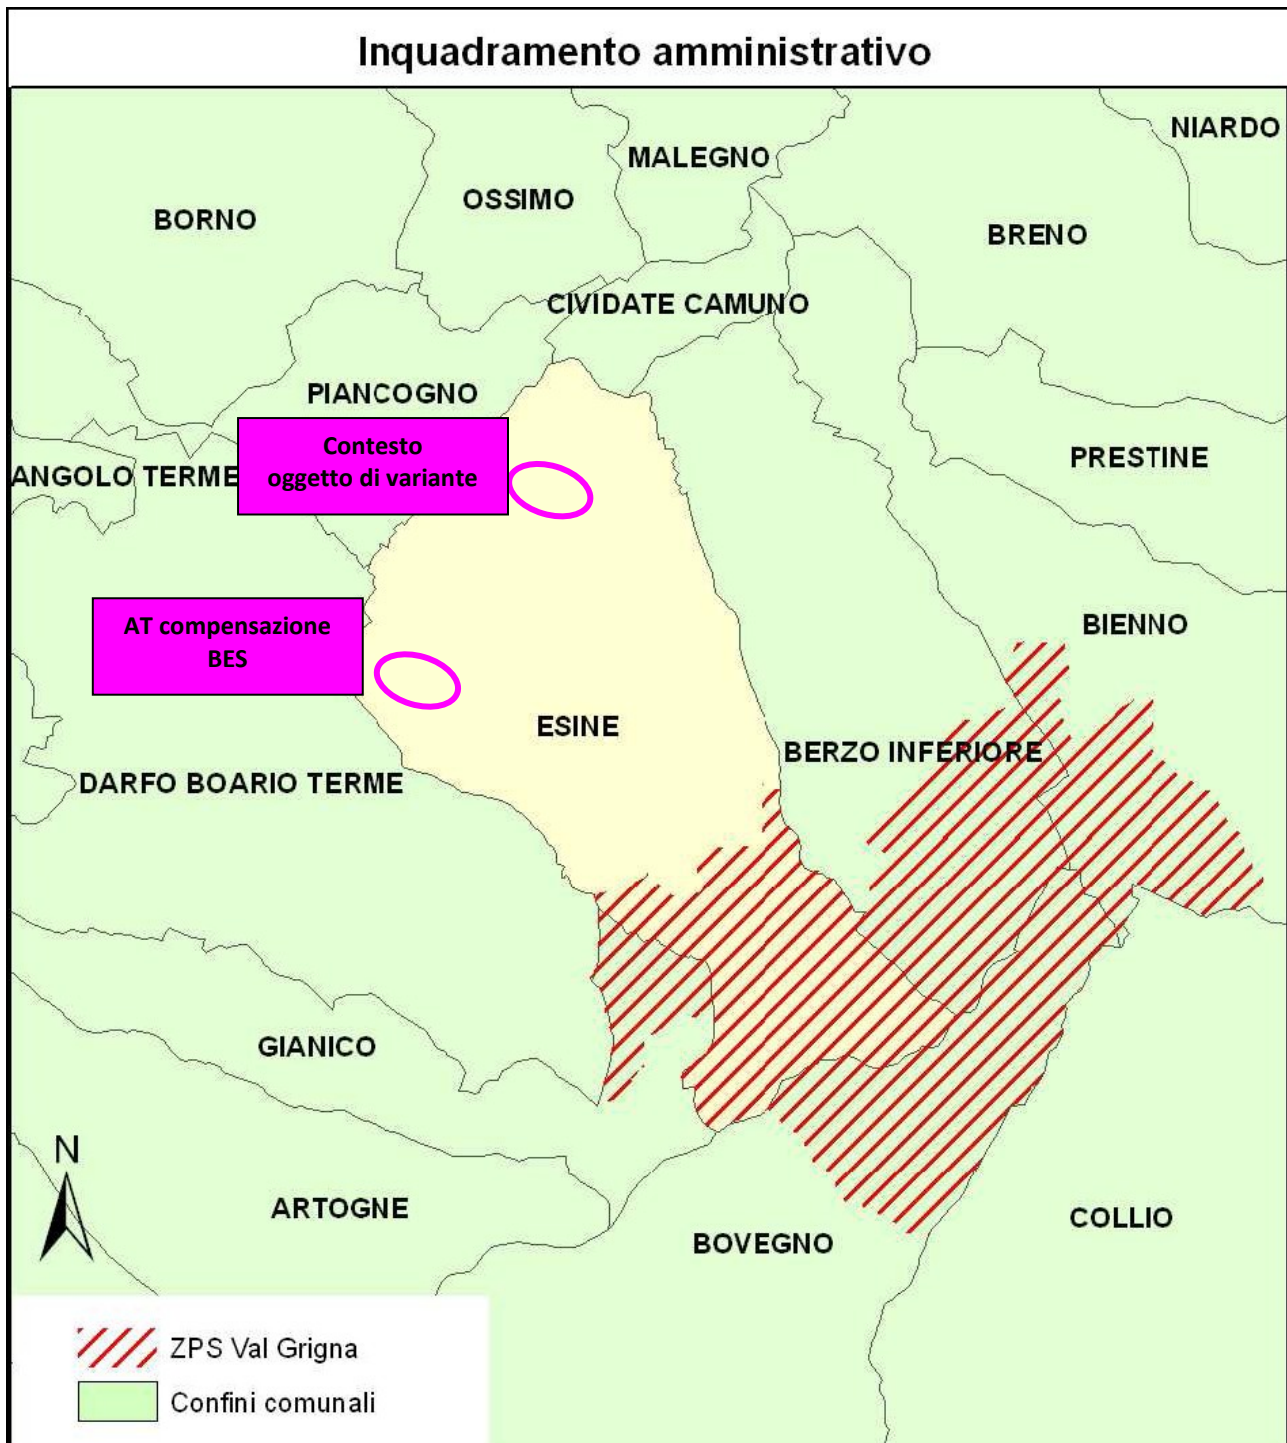 Inquadramento amministrativo
NIARDO
MALEGNO
OSSIMO
BORNO
BRENO
CIVIDATE CAMUNO
PIANCOGNO
Contesto
oggetto di variante
PRESTINE
ANGOLO TERME
AT compensazione
BES
BIENNO
ESINE
BERZO INFERIORE
DARFO BOARIO TERME
GIANICO
N
ARTOGNE
COLLIO
BOVEGNO
ZPS Val Grigna
Confini comunali